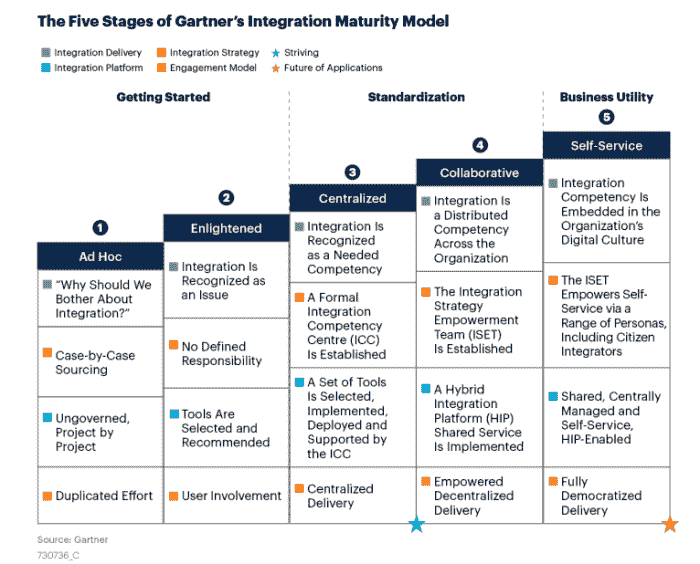 The Five Stages of Gartner's Integration Maturity Model
Integration Delivery
Integration Strategy
Striving
Integration Platform
Engagement Model
Future of Applications
Getting Started
Standardization
Business Utility
1
Ad Hoc
"Why Should We
Bother About
Integration?"
Case-by-Case
Sourcing
Ungoverned,
Project by
Project
Duplicated Effort
2
Enlightened
Integration Is
Recognized as
an Issue
No Defined
Responsibility
Tools Are
Selected and
Recommended
User Involvement
3
Centralized
Integration Is
Recognized
as a Needed
Competency
A Formal
Integration
Competency
Centre (ICC)
Is Established
A Set of Tools
Is Selected,
Implemented,
Deployed and
Supported by
the ICC
Centralized
Delivery
4
Collaborative
Integration Is
a Distributed
Competency
Across the
Organization
The Integration
Strategy
Empowerment
Team (ISET)
Is Established
A Hybrid
Integration
Platform (HIP)
Shared Service
Is Implemented
Empowered
Decentralized
Delivery
5
Self-Service
Integration
Competency Is
Embedded in the
Organization's
Digital Culture
The ISET
Empowers Self-
Service via a
Range of Personas,
Including Citizen
Integrators
Shared, Centrally
Managed and
Self-Service,
HIP-Enabled
Fully
Democratized
Delivery
Source: Gartner
730736_C